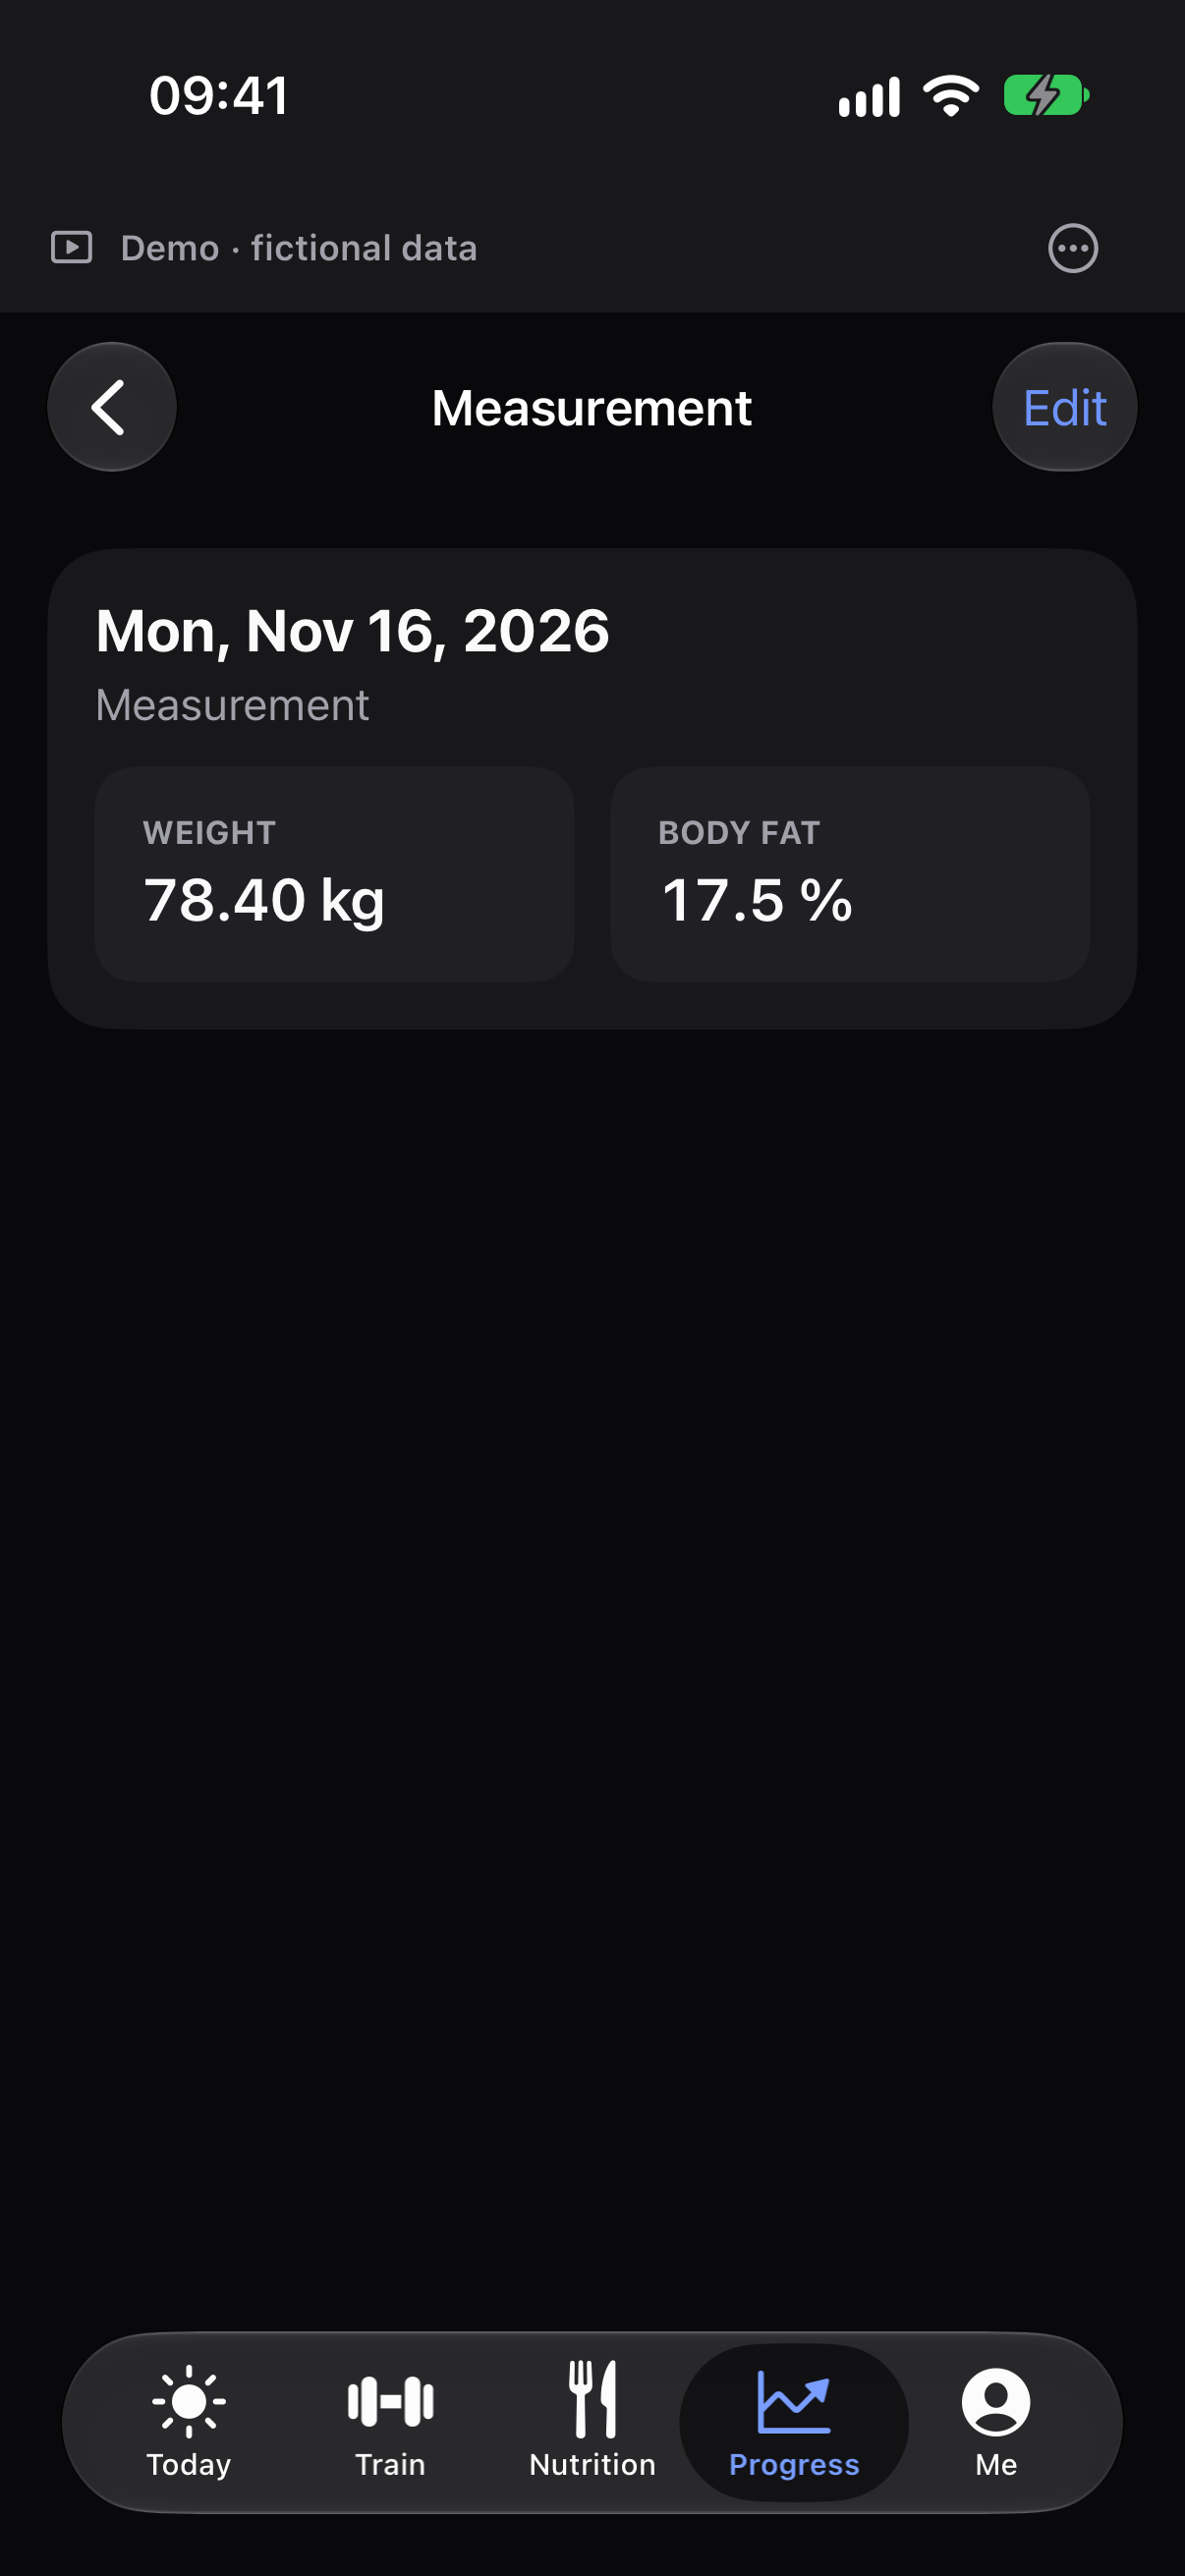 09:41
Demo · fictional data
Measurement
Edit
Mon, Nov 16, 2026
Measurement
WEIGHT
78.40 kg
BODY FAT
17.5 %
Today
Train
Nutrition
Progress
Me